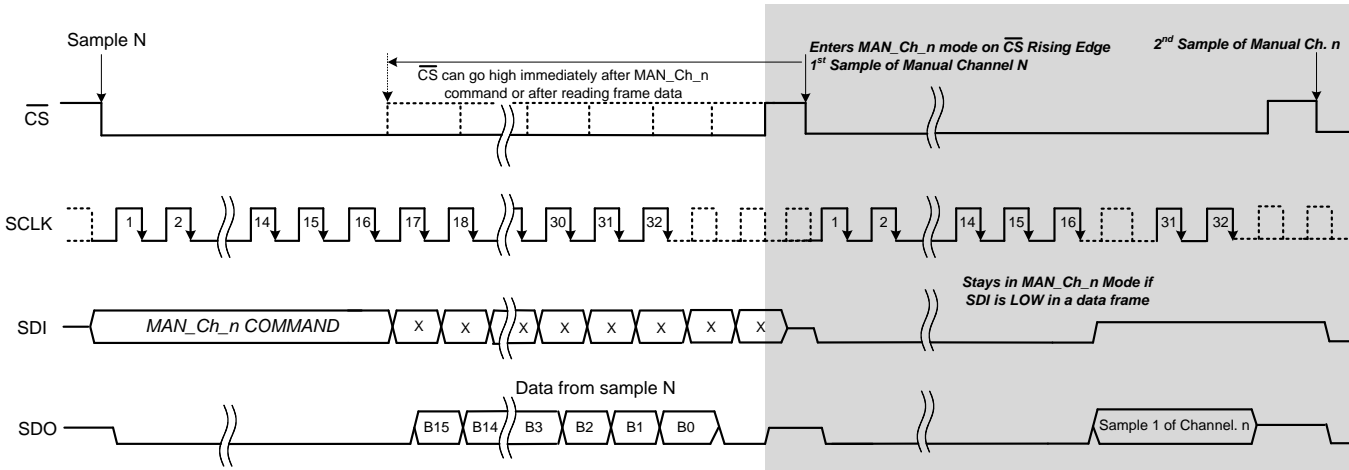 Sample N
Enters MAN_Ch_n mode on CS Rising Edge
1st Sample of Manual Channel N
2nd Sample of Manual Ch. n
CS can go high immediately after MAN_Ch_n
command or after reading frame data
CS
SCLK
1 2 14 15 16 17 18 30 31 32 1 2 14 15 16 31 32
Stays in MAN_Ch_n Mode if
SDI is LOW in a data frame
SDI
MAN_Ch_n COMMAND X X X X X X X X
Data from sample N
SDO
B15 B14 B3 B2 B1 B0 Sample 1 of Channel. n